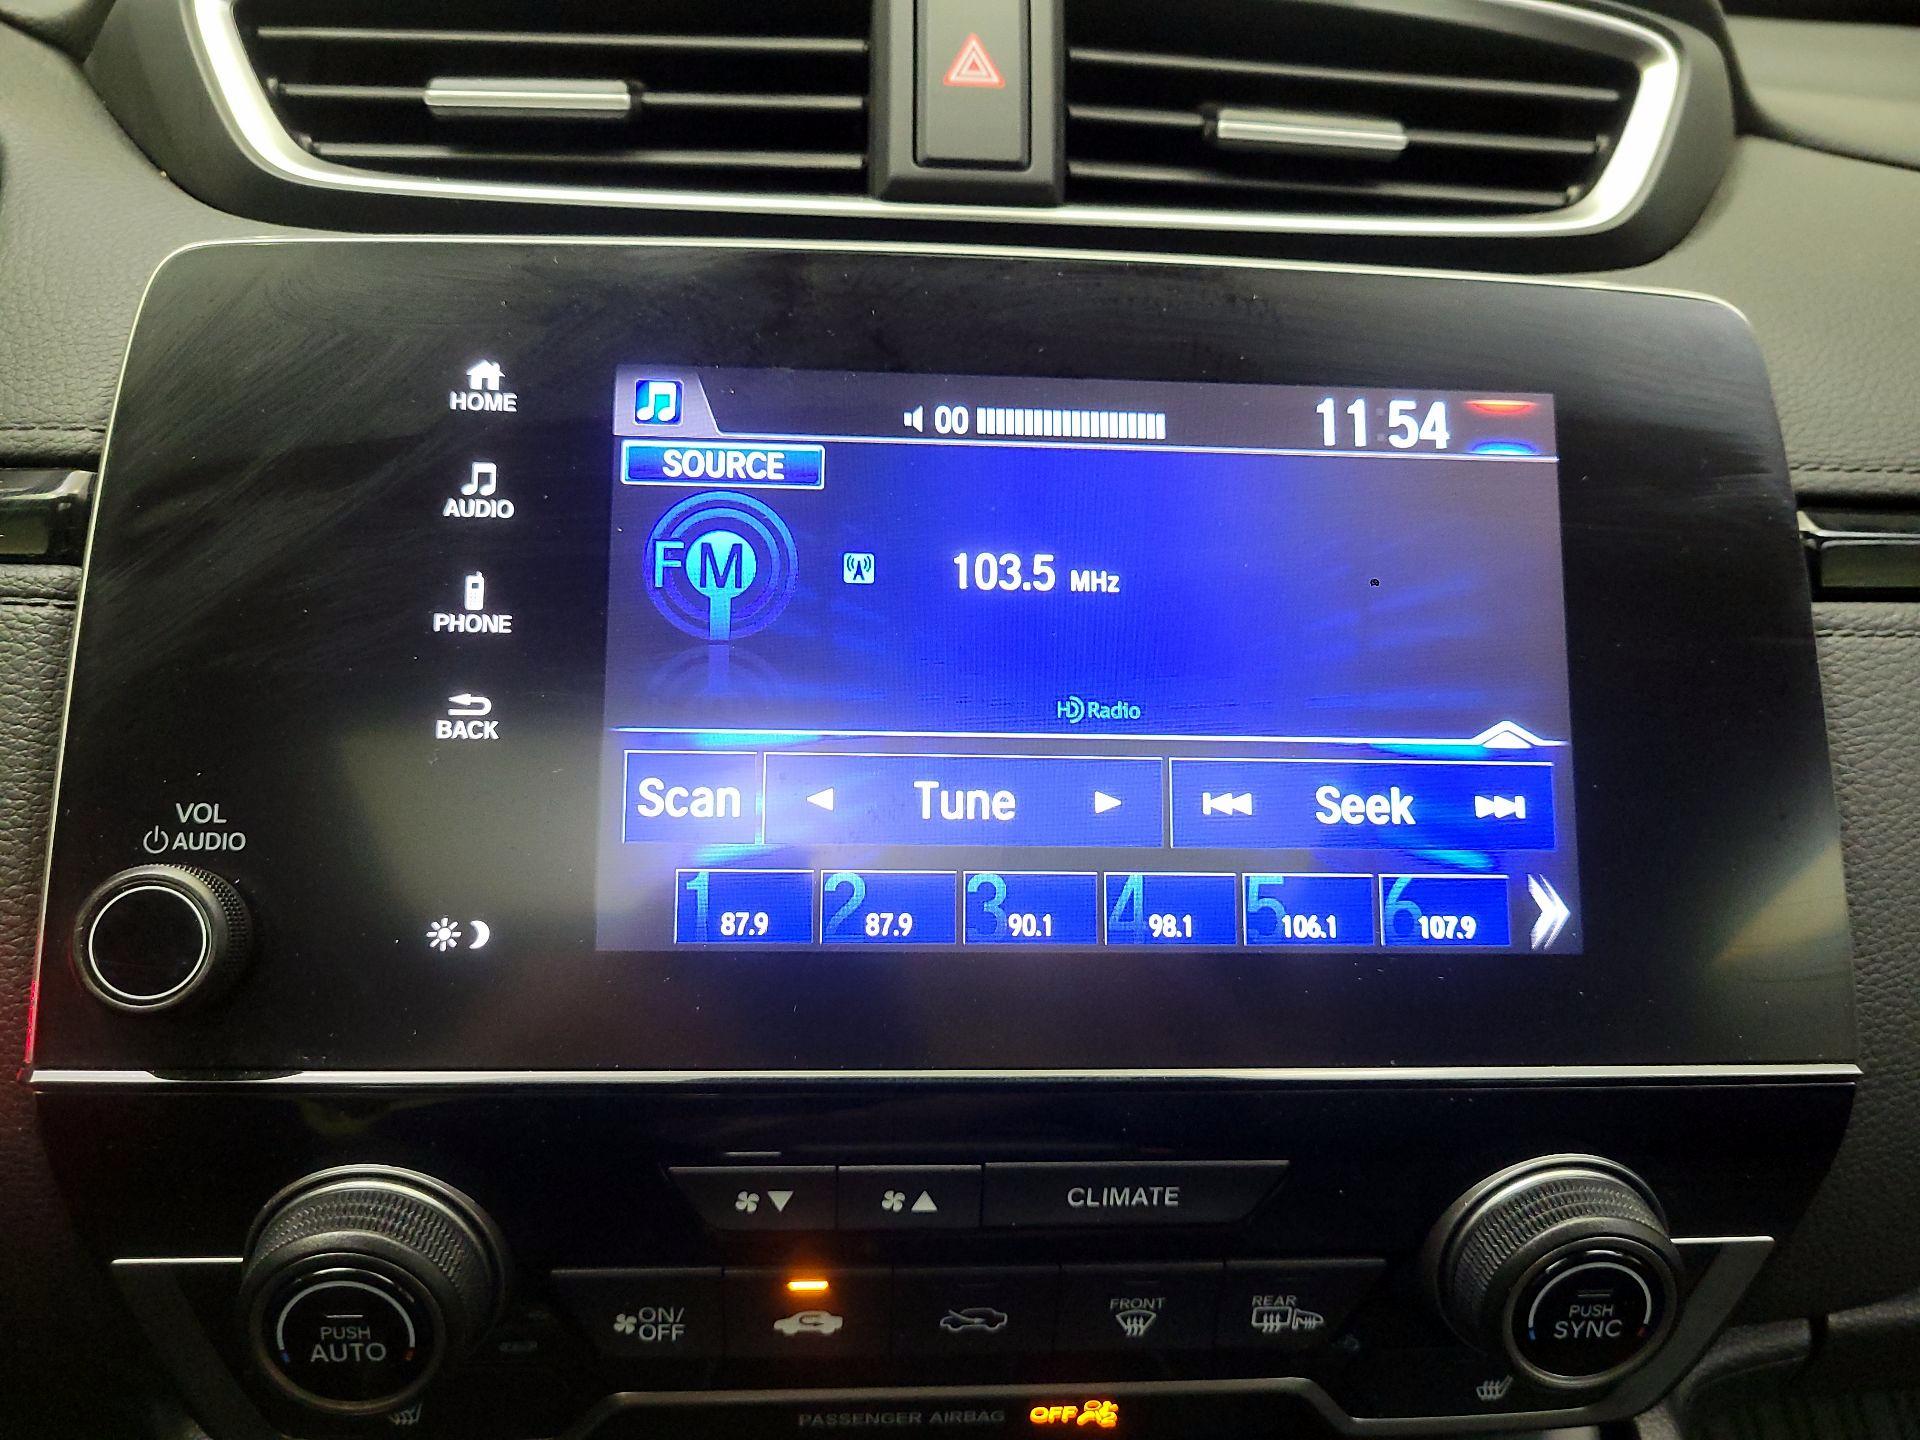 HOME
AUDIO
PHONE
BACK
VOL
AUDIO
00
11:54
SOURCE
FM
103.5 MHz
HD Radio
Scan
Tune
Seek
1 87.9
2 87.9
3 90.1
4 98.1
5 106.1
6 107.9
CLIMATE
PUSH
AUTO
ON/
OFF
FRONT
REAR
PUSH
SYNC
PASSENGER AIRBAG OFF